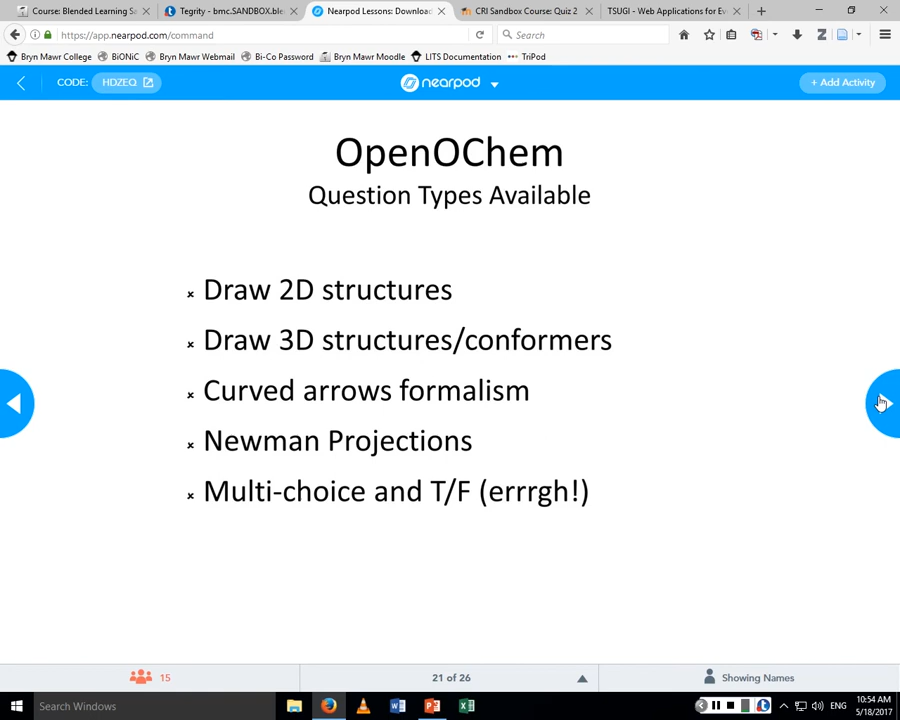 Course: Blended Learning Sa
Tegrity - bmc.SANDBOX.ble
Nearpod Lessons: Download
CRI Sandbox Course: Quiz 2
TSUGI - Web Applications for Ev
https://app.nearpod.com/command
Search
Bryn Mawr College
BiONiC
Bryn Mawr Webmail
Bi-Co Password
Bryn Mawr Moodle
LITS Documentation
TriPod
CODE: HDZEQ
nearpod
+ Add Activity
OpenOChem
Question Types Available
Draw 2D structures
Draw 3D structures/conformers
Curved arrows formalism
Newman Projections
Multi-choice and T/F (errrgh!)
15
21 of 26
Showing Names
Search Windows
ENG
10:54 AM
5/18/2017